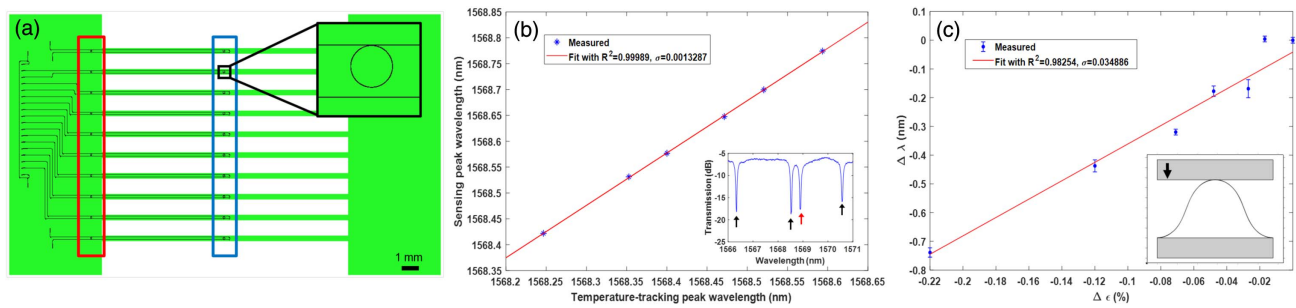 (a)
1 mm
(b)
Sensing peak wavelength (nm)
1568.85
1568.8
1568.75
1568.7
1568.65
1568.6
1568.55
1568.5
1568.45
1568.4
1568.35
Measured
Fit with R²=0.99989, σ=0.0013287
Transmission (dB)
-5
-10
-15
-20
-25
1566 1567 1568 1569 1570 1571
Wavelength (nm)
1568.2 1568.25 1568.3 1568.35 1568.4 1568.45 1568.5 1568.55 1568.6 1568.65
Temperature-tracking peak wavelength (nm)
(c)
Δ λ (nm)
0.1
0
-0.1
-0.2
-0.3
-0.4
-0.5
-0.6
-0.7
-0.8
Measured
Fit with R²=0.98254, σ=0.034886
-0.22 -0.2 -0.18 -0.16 -0.14 -0.12 -0.1 -0.08 -0.06 -0.04 -0.02 0
Δ ϵ (%)